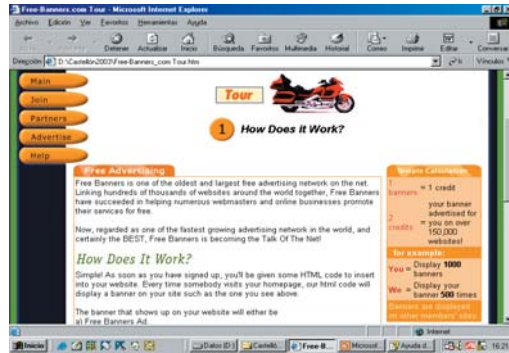 Free-Banners.com Tour - Microsoft Internet Explorer
Archivo Edición Ver Favoritos Herramientas Ayuda
Detener Actualizar Inicio Búsqueda Favoritos Multimedia Historial Correo Imprimir Editar Conversar
Dirección D:\Castellón2003\Free-Banners_com Tour.htm Vínculos
Main
Join
Partners
Advertise
Help
Tour
1 How Does it Work?
Free Advertising
Free Banners is one of the oldest and largest free advertising network on the net.
Linking hundreds of thousands of websites around the world together, Free Banners
have succeeded in helping numerous webmasters and online businesses promote
their services for free.
Now, regarded as one of the fastest growing advertising network in the world, and
certainly the BEST, Free Banners is becoming the Talk Of The Net!
How Does It Work?
Simple! As soon as you have signed up, you'll be given some HTML code to insert
into your website. Every time somebody visits your homepage, our html code will
display a banner on your site such as the one you see above.
The banner that shows up on your website will either be
a) Free Banners Ad.
Calculation
2 banners = 1 credit
2 credits = your banner
advertised for
you on over
150,000
websites!
for example:
You = Display 1000
banners
We = Display your
banner 500 times
Banners are displayed
on other members' sites
Internet
Inicio
Datos (D:)
Castelló...
Free-B...
Microsof...
Ayuda d...
16:21